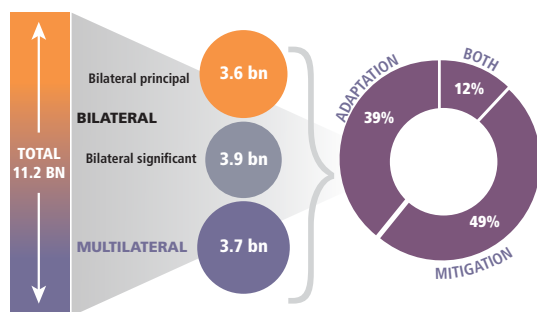 TOTAL
11.2 BN
Bilateral principal
3.6 bn
BILATERAL
Bilateral significant
3.9 bn
MULTILATERAL
3.7 bn
ADAPTATION
39%
BOTH
12%
49%
MITIGATION